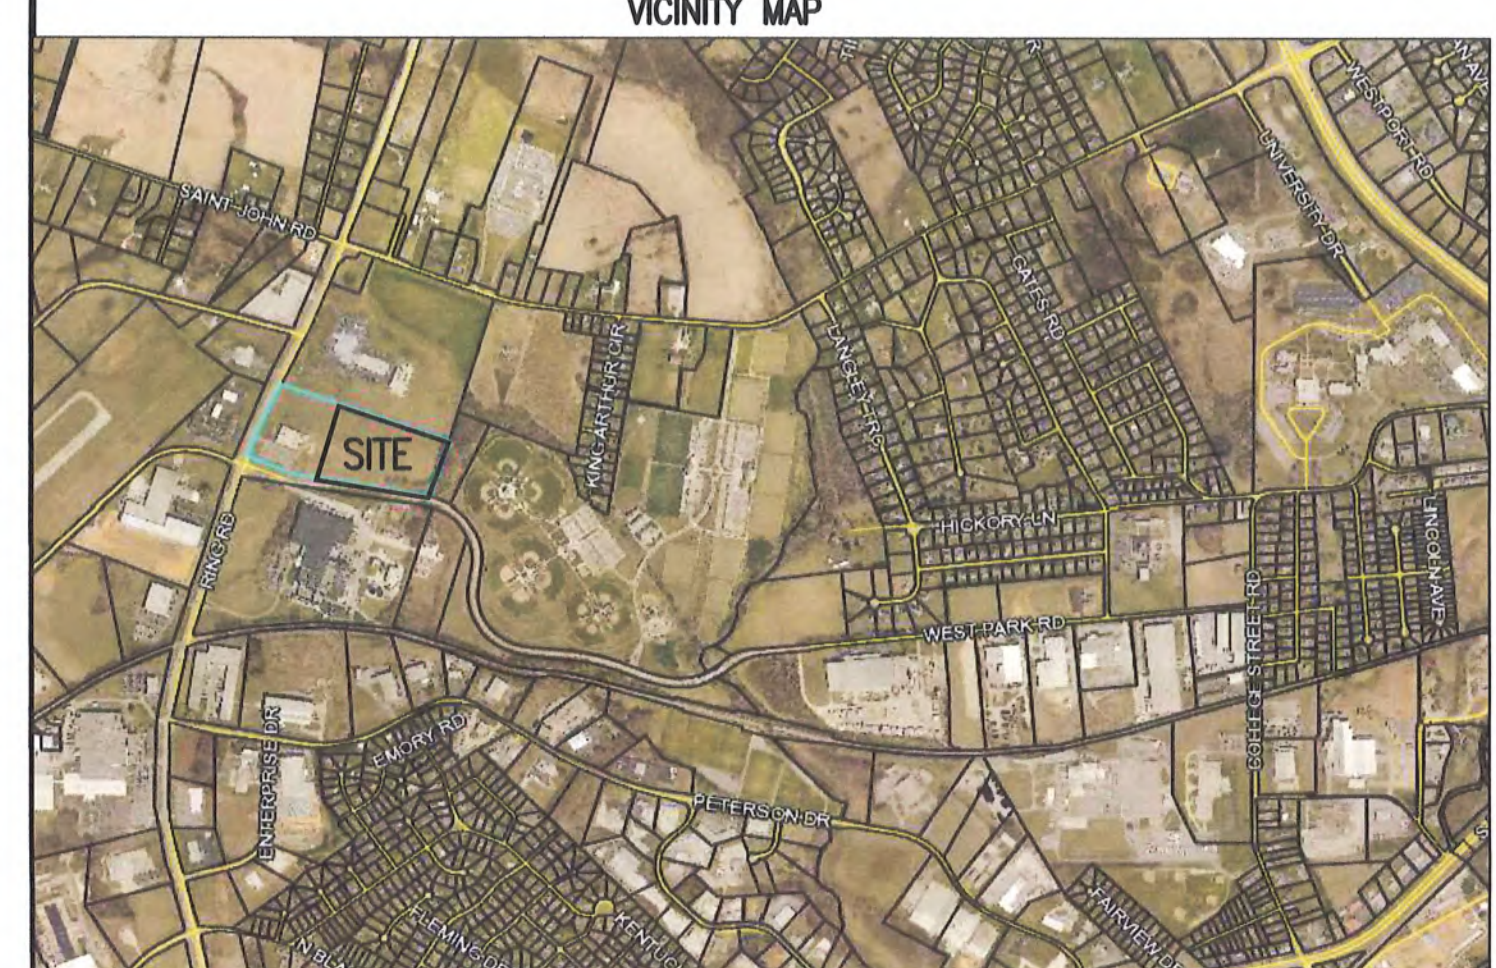 VICINITY MAP
WESTPORT RD
UNIVERSITY DR
SAINT JOHN RD
GATES RD
KING ARTHUR CIR
LANGLEY TRC
SITE
HICKORY LN
LINCOLN AVE
RING RD
WEST PARK RD
COLLEGE STREET RD
ENTERPRISE DR
EMORY RD
PETERSON DR
FLEMING DR
FAIRVIEW DR